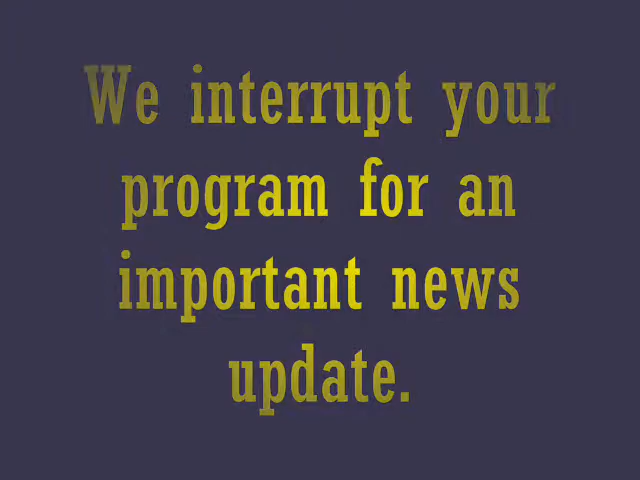 We interrupt your
program for an
important news
update.